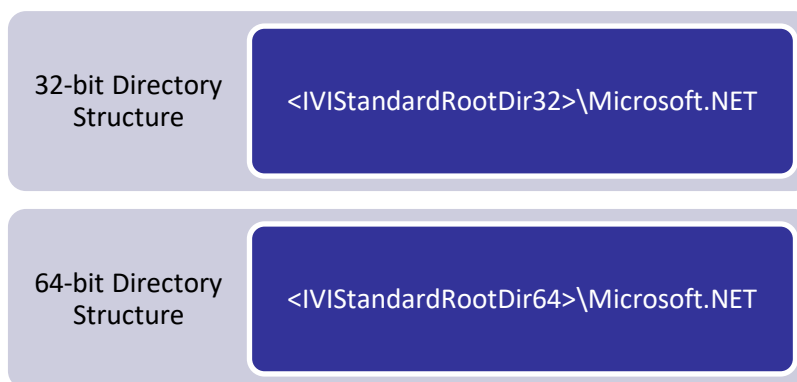 32-bit Directory
Structure
<IVIStandardRootDir32>\Microsoft.NET
64-bit Directory
Structure
<IVIStandardRootDir64>\Microsoft.NET